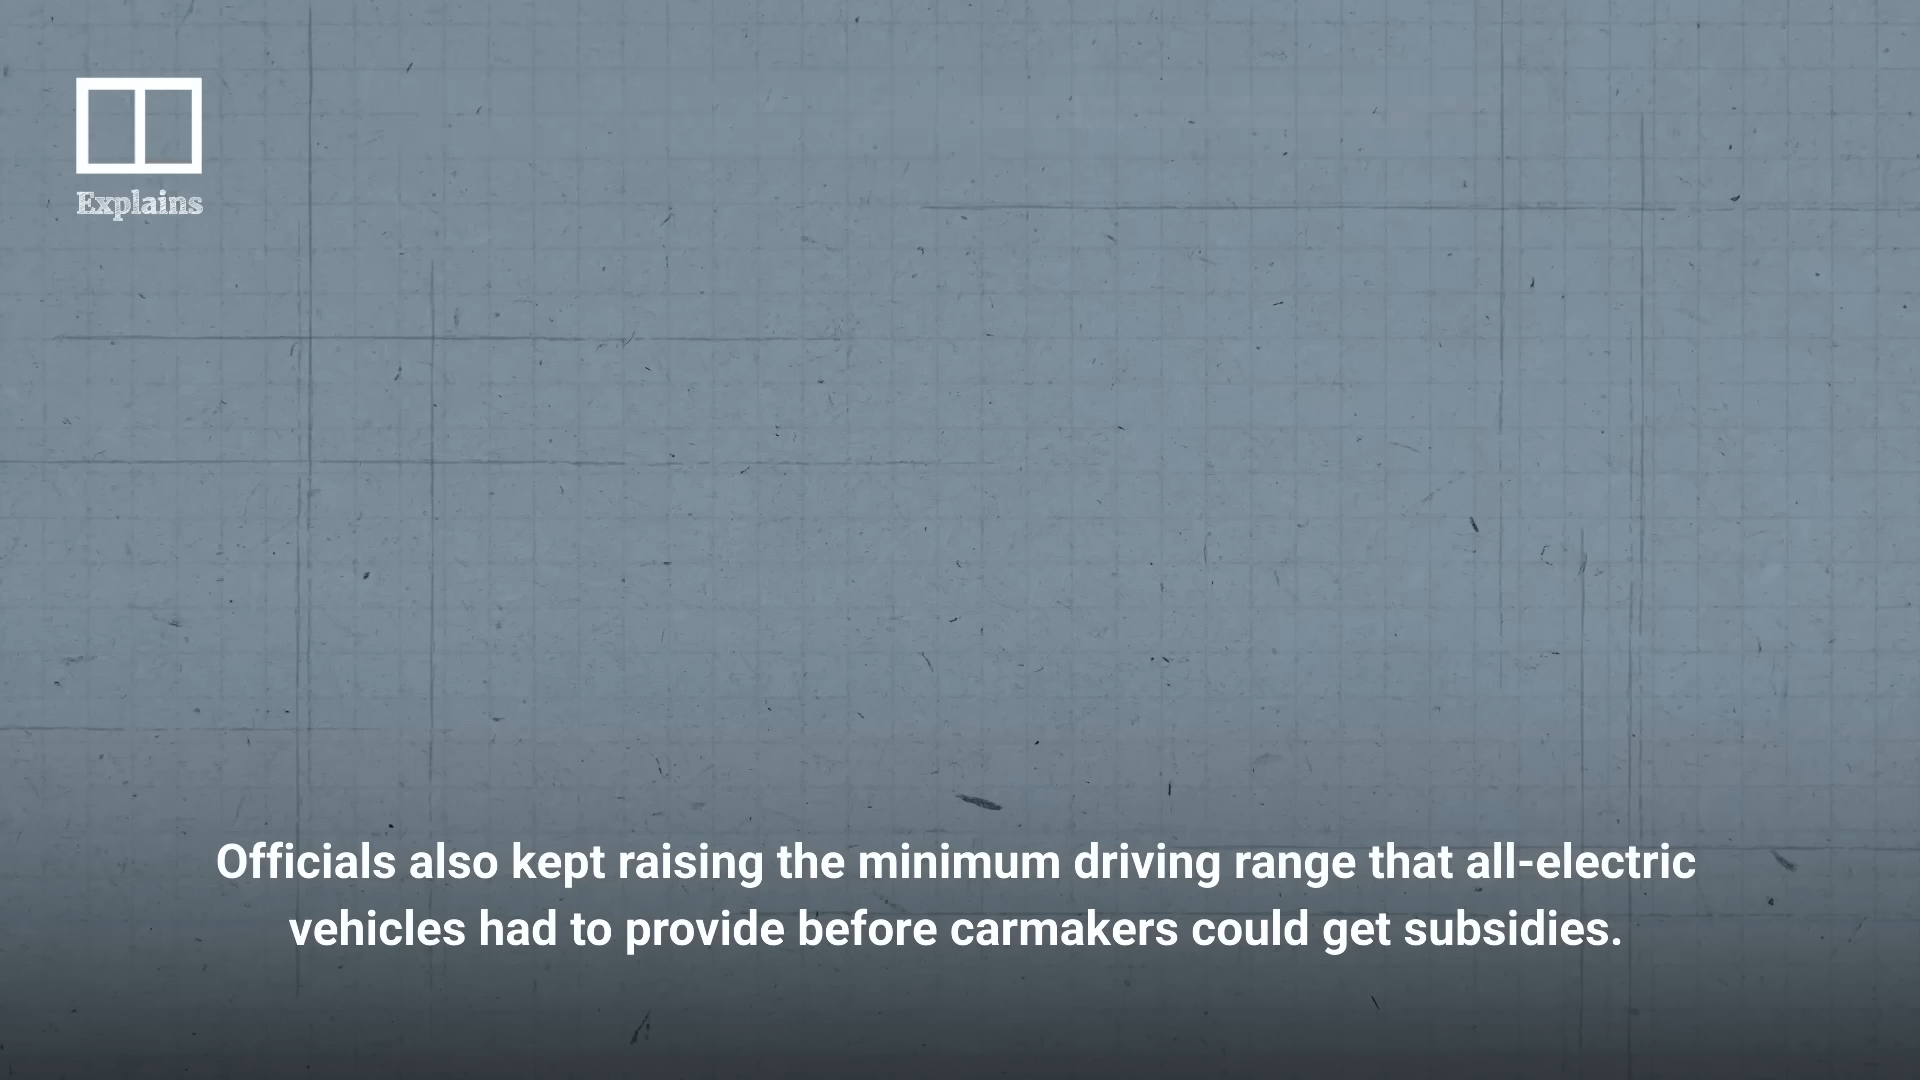 Explains
Officials also kept raising the minimum driving range that all-electric
vehicles had to provide before carmakers could get subsidies.